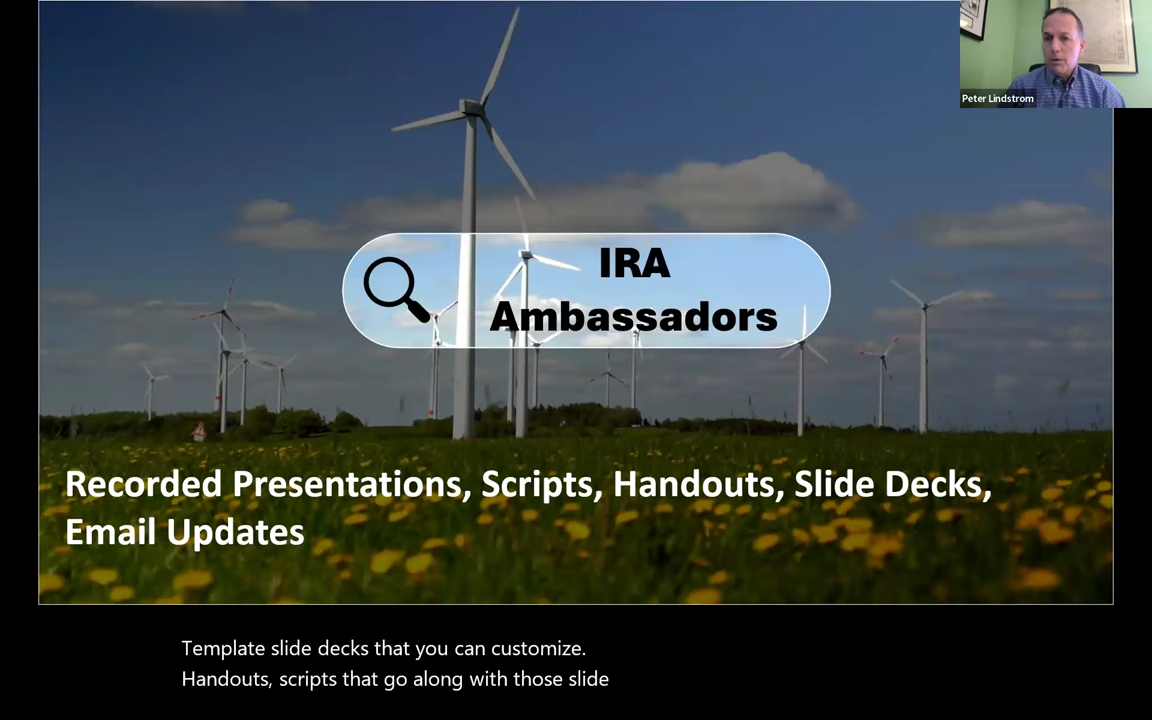 Peter Lindstrom
IRA
Ambassadors
Recorded Presentations, Scripts, Handouts, Slide Decks,
Email Updates
Template slide decks that you can customize.
Handouts, scripts that go along with those slide